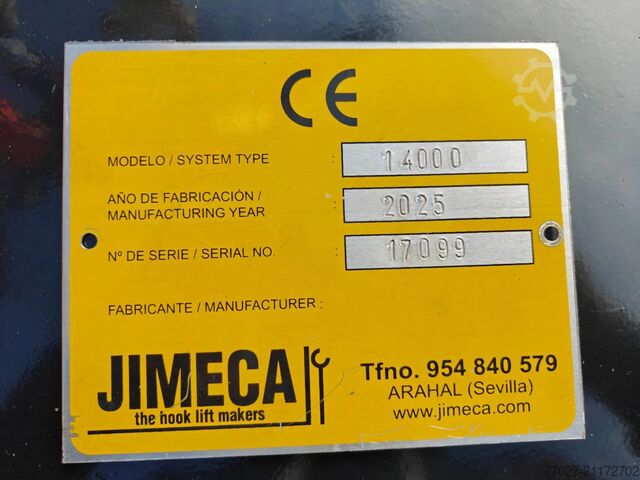 CE
MODELO / SYSTEM TYPE 14000
AÑO DE FABRICACIÓN /
MANUFACTURING YEAR 2025
Nº DE SERIE / SERIAL NO. 17099
FABRICANTE / MANUFACTURER :
JIMECA
the hook lift makers
Tfno. 954 840 579
ARAHAL (Sevilla)
www.jimeca.com
77027-21172702